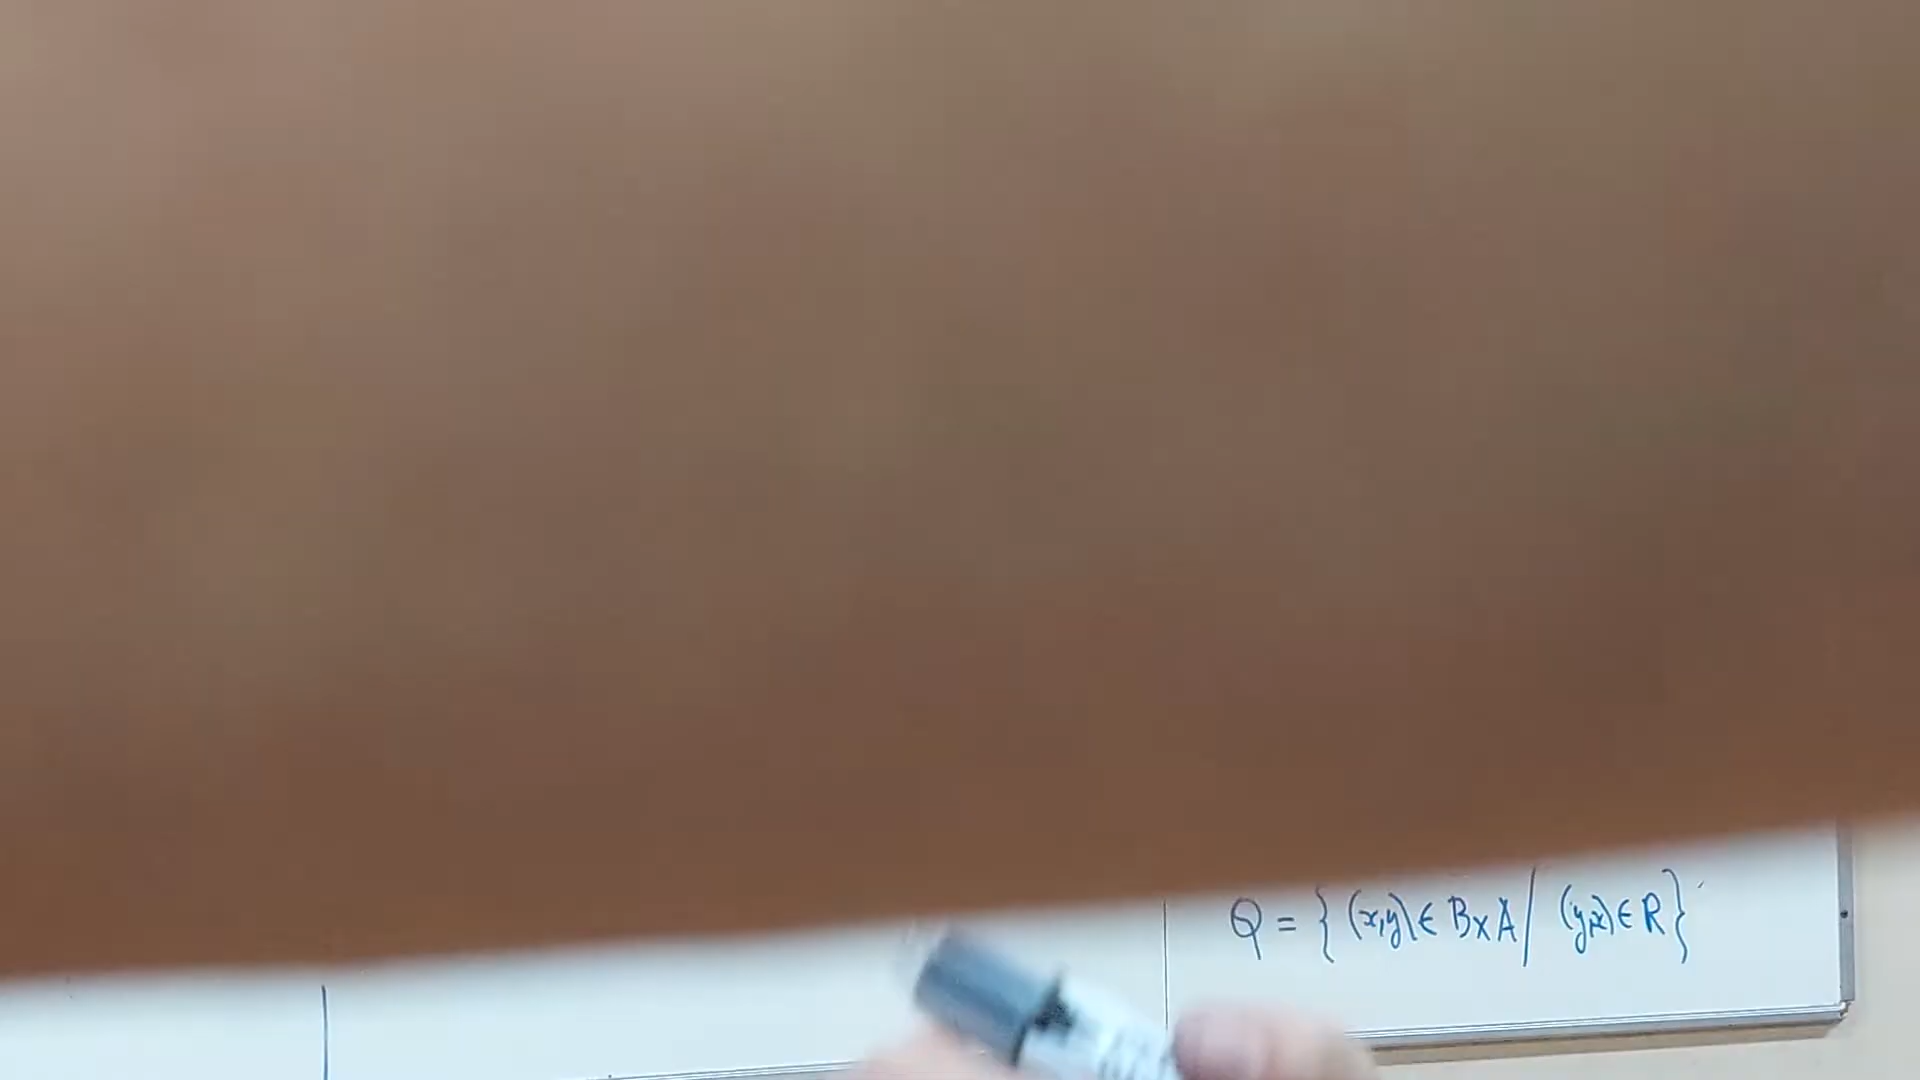 Q = { (x,y) ∈ B x A / (y,x) ∈ R }